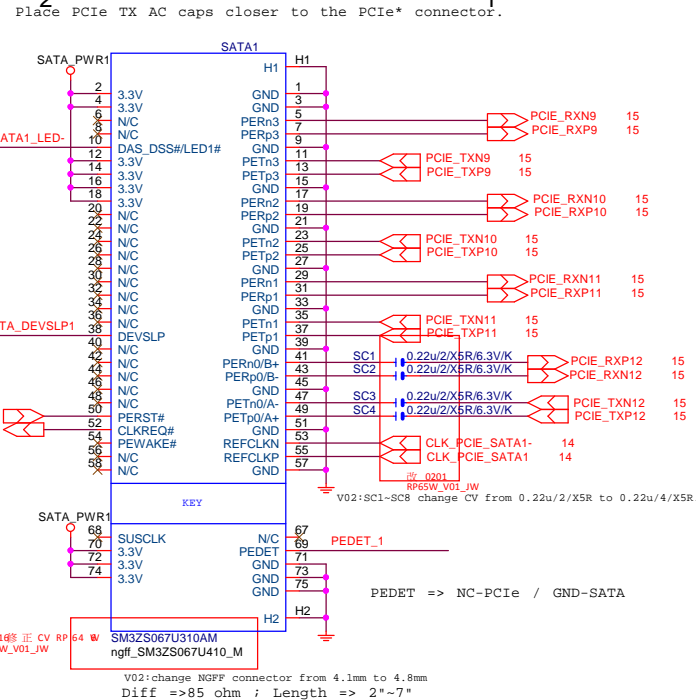 Place PCIe TX AC caps closer to the PCIe* connector.
SATA1
SATA_PWR1
H1 H1
2 3.3V GND 1
4 3.3V GND 3
6 N/C PERn3 5 PCIE_RXN9 15
8 N/C PERp3 7 PCIE_RXP9 15
ATA1_LED- 10 DAS_DSS#/LED1# GND 9
12 3.3V PETn3 11 PCIE_TXN9 15
14 3.3V PETp3 13 PCIE_TXP9 15
16 3.3V GND 15
18 3.3V PERn2 17 PCIE_RXN10 15
20 N/C PERp2 19 PCIE_RXP10 15
22 N/C GND 21
24 N/C PETn2 23 PCIE_TXN10 15
26 N/C PETp2 25 PCIE_TXP10 15
28 N/C GND 27
30 N/C PERn1 29 PCIE_RXN11 15
32 N/C PERp1 31 PCIE_RXP11 15
34 N/C GND 33
36 N/C PETn1 35 PCIE_TXN11 15
TA_DEVSLP1 38 DEVSLP PETp1 37 PCIE_TXP11 15
40 N/C GND 39
42 N/C PERn0/B+ 41 SC1 0.22u/2/X5R/6.3V/K PCIE_RXP12 15
44 N/C PERp0/B- 43 SC2 0.22u/2/X5R/6.3V/K PCIE_RXN12 15
46 N/C GND 45
48 N/C PETn0/A- 47 SC3 0.22u/2/X5R/6.3V/K PCIE_TXN12 15
50 PERST# PETp0/A+ 49 SC4 0.22u/2/X5R/6.3V/K PCIE_TXP12 15
52 CLKREQ# GND 51
54 PEWAKE# REFCLKN 53 CLK_PCIE_SATA1- 14
56 N/C REFCLKP 55 CLK_PCIE_SATA1 14
58 N/C GND 57
改 0201
RP65W_V01_JW
V02:SC1~SC8 change CV from 0.22u/2/X5R to 0.22u/4/X5R
KEY
SATA_PWR1
68 SUSCLK N/C 67
70 3.3V PEDET 69 PEDET_1
72 3.3V GND 71
74 3.3V GND 73
GND 75
PEDET => NC-PCIe / GND-SATA
H2 H2
修 正 CV RP 64
W_V01_JW
SM3ZS067U310AM
ngff_SM3ZS067U410_M
V02:change NGFF connector from 4.1mm to 4.8mm
Diff =>85 ohm ; Length => 2"~7"